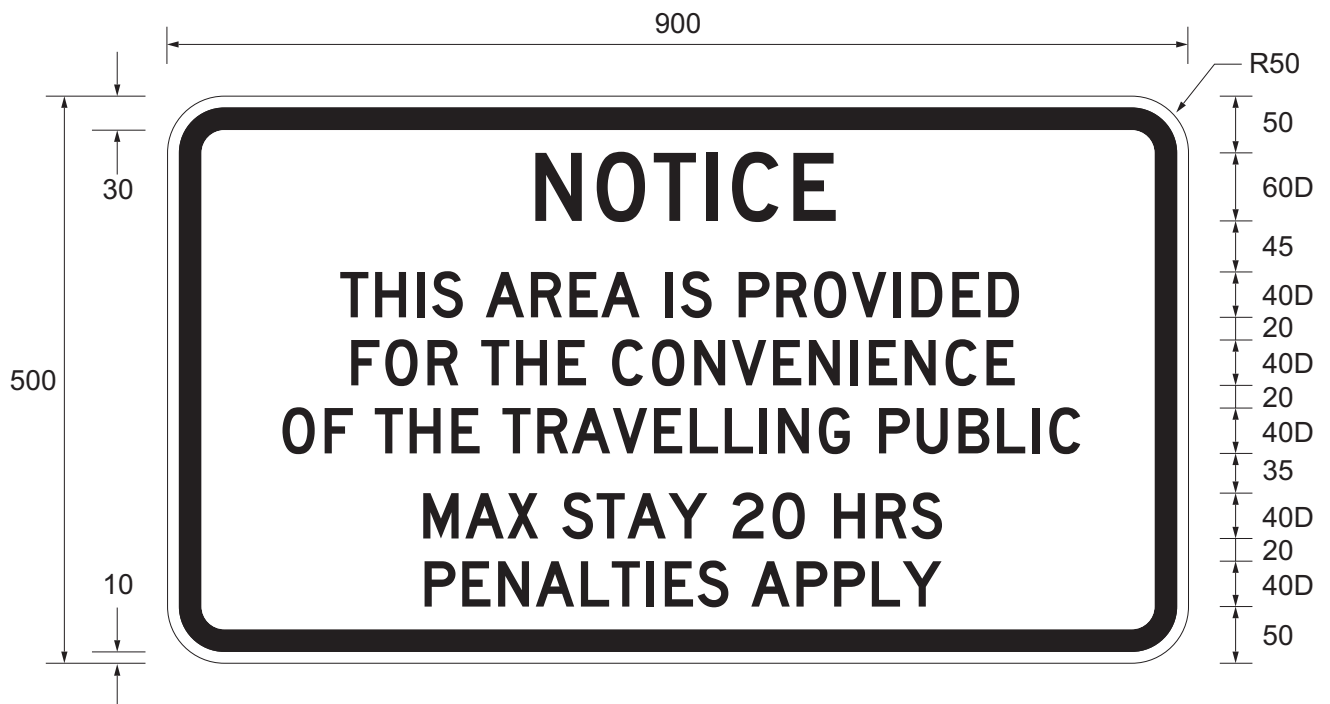 900
R50
50
30
NOTICE
60D
45
THIS AREA IS PROVIDED
40D
20
500
FOR THE CONVENIENCE
40D
20
OF THE TRAVELLING PUBLIC
40D
35
MAX STAY 20 HRS
40D
20
10
PENALTIES APPLY
40D
50